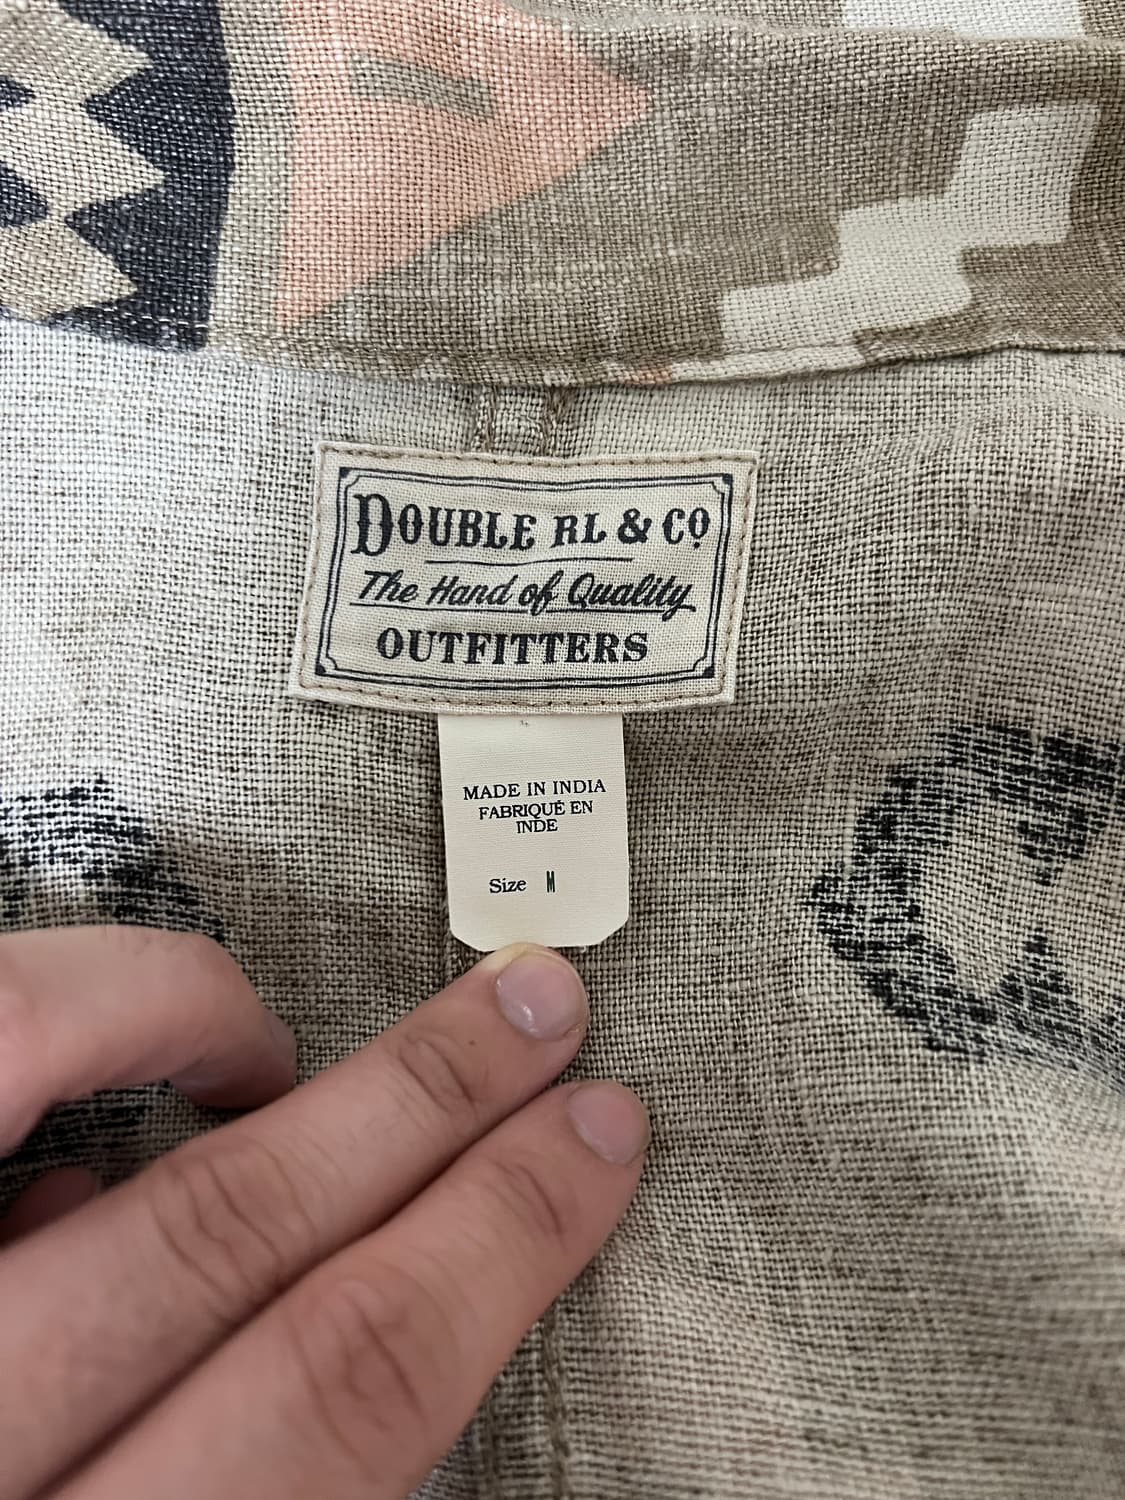 DOUBLE RL & CO
The Hand of Quality
OUTFITTERS
MADE IN INDIA
FABRIQUÉ EN
INDE
Size M